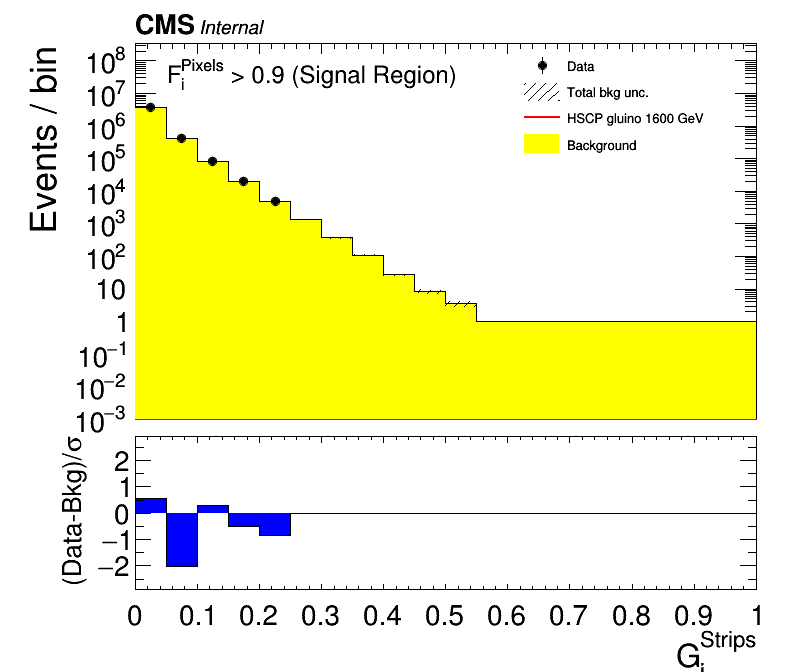 CMS Internal
F_i^Pixels > 0.9 (Signal Region)
Data
Total bkg unc.
HSCP gluino 1600 GeV
Background
Events / bin
10^8
10^7
10^6
10^5
10^4
10^3
10^2
10
1
10^−1
10^−2
10^−3
(Data-Bkg)/σ
2
1
0
−1
−2
0 0.1 0.2 0.3 0.4 0.5 0.6 0.7 0.8 0.9 1
G_i^Strips